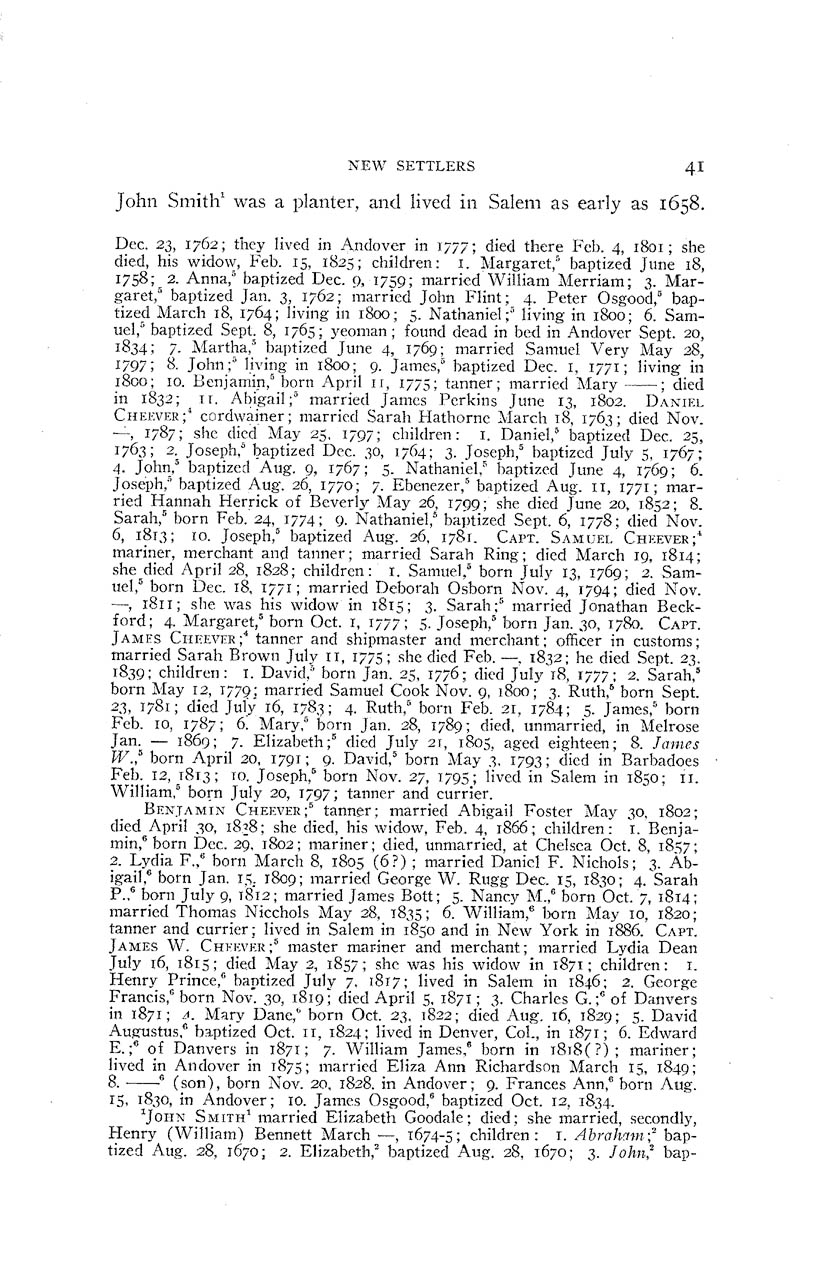 NEW SETTLERS 41
John Smith¹ was a planter, and lived in Salem as early as 1658.
Dec. 23, 1762; they lived in Andover in 1777; died there Feb. 4, 1801; she
died, his widow, Feb. 15, 1825; children: 1. Margaret,⁵ baptized June 18,
1758; 2. Anna,⁵ baptized Dec. 9, 1759; married William Merriam; 3. Mar-
garet,⁵ baptized Jan. 3, 1762; married John Flint; 4. Peter Osgood,⁵ bap-
tized March 18, 1764; living in 1800; 5. Nathaniel;⁵ living in 1800; 6. Sam-
uel,⁵ baptized Sept. 8, 1765; yeoman; found dead in bed in Andover Sept. 20,
1834; 7. Martha,⁵ baptized June 4, 1769; married Samuel Very May 28,
1797; 8. John;⁵ living in 1800; 9. James,⁵ baptized Dec. 1, 1771; living in
1800; 10. Benjamin,⁵ born April 11, 1775; tanner; married Mary ——; died
in 1832; 11. Abigail;⁵ married James Perkins June 13, 1802. DANIEL
CHEEVER;⁴ cordwainer; married Sarah Hathorne March 18, 1763; died Nov.
—, 1787; she died May 25, 1797; children: 1. Daniel,⁵ baptized Dec. 25,
1763; 2. Joseph,⁵ baptized Dec. 30, 1764; 3. Joseph,⁵ baptized July 5, 1767;
4. John,⁵ baptized Aug. 9, 1767; 5. Nathaniel,⁵ baptized June 4, 1769; 6.
Joseph,⁵ baptized Aug. 26, 1770; 7. Ebenezer,⁵ baptized Aug. 11, 1771; mar-
ried Hannah Herrick of Beverly May 26, 1799; she died June 20, 1852; 8.
Sarah,⁵ born Feb. 24, 1774; 9. Nathaniel,⁵ baptized Sept. 6, 1778; died Nov.
6, 1813; 10. Joseph,⁵ baptized Aug. 26, 1781. CAPT. SAMUEL CHEEVER;⁴
mariner, merchant and tanner; married Sarah Ring; died March 19, 1814;
she died April 28, 1828; children: 1. Samuel,⁵ born July 13, 1769; 2. Sam-
uel,⁵ born Dec. 18, 1771; married Deborah Osborn Nov. 4, 1794; died Nov.
—, 1811; she was his widow in 1815; 3. Sarah;⁵ married Jonathan Beck-
ford; 4. Margaret,⁵ born Oct. 1, 1777; 5. Joseph,⁵ born Jan. 30, 1780. CAPT.
JAMES CHEEVER;⁴ tanner and shipmaster and merchant; officer in customs;
married Sarah Brown July 11, 1775; she died Feb. —, 1832; he died Sept. 23,
1839; children: 1. David,⁵ born Jan. 25, 1776; died July 18, 1777; 2. Sarah,⁵
born May 12, 1779; married Samuel Cook Nov. 9, 1800; 3. Ruth,⁵ born Sept.
23, 1781; died July 16, 1783; 4. Ruth,⁵ born Feb. 21, 1784; 5. James,⁵ born
Feb. 10, 1787; 6. Mary,⁵ born Jan. 28, 1789; died, unmarried, in Melrose
Jan. — 1869; 7. Elizabeth;⁵ died July 21, 1805, aged eighteen; 8. James
W.,⁵ born April 20, 1791; 9. David,⁵ born May 3, 1793; died in Barbadoes
Feb. 12, 1813; 10. Joseph,⁵ born Nov. 27, 1795; lived in Salem in 1850; 11.
William,⁵ born July 20, 1797; tanner and currier.
BENJAMIN CHEEVER;⁵ tanner; married Abigail Foster May 30, 1802;
died April 30, 1828; she died, his widow, Feb. 4, 1866; children: 1. Benja-
min,⁶ born Dec. 29, 1802; mariner; died, unmarried, at Chelsea Oct. 8, 1857;
2. Lydia F.,⁶ born March 8, 1805 (6?); married Daniel F. Nichols; 3. Ab-
igail,⁶ born Jan. 15, 1809; married George W. Rugg Dec. 15, 1830; 4. Sarah
P.,⁶ born July 9, 1812; married James Bott; 5. Nancy M.,⁶ born Oct. 7, 1814;
married Thomas Nicchols May 28, 1835; 6. William,⁶ born May 10, 1820;
tanner and currier; lived in Salem in 1850 and in New York in 1886. CAPT.
JAMES W. CHEEVER;⁵ master mariner and merchant; married Lydia Dean
July 16, 1815; died May 2, 1857; she was his widow in 1871; children: 1.
Henry Prince,⁶ baptized July 7, 1817; lived in Salem in 1846; 2. George
Francis,⁶ born Nov. 30, 1819; died April 5, 1871; 3. Charles G.;⁶ of Danvers
in 1871; 4. Mary Dane,⁶ born Oct. 23, 1822; died Aug. 16, 1829; 5. David
Augustus,⁶ baptized Oct. 11, 1824; lived in Denver, Col., in 1871; 6. Edward
E.;⁶ of Danvers in 1871; 7. William James,⁶ born in 1818(?); mariner;
lived in Andover in 1875; married Eliza Ann Richardson March 15, 1849;
8. ——⁶ (son), born Nov. 20, 1828, in Andover; 9. Frances Ann,⁶ born Aug.
15, 1830, in Andover; 10. James Osgood,⁶ baptized Oct. 12, 1834.
¹JOHN SMITH¹ married Elizabeth Goodale; died; she married, secondly,
Henry (William) Bennett March —, 1674-5; children: 1. Abraham;² bap-
tized Aug. 28, 1670; 2. Elizabeth,² baptized Aug. 28, 1670; 3. John,² bap-